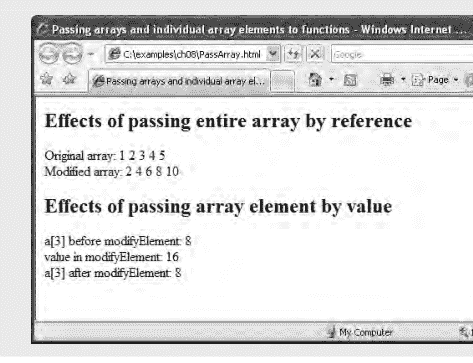 Passing arrays and individual array elements to functions - Windows Internet ...
C:\examples\ch08\PassArray.html
Google
Passing arrays and individual array el...
Page
Effects of passing entire array by reference
Original array: 1 2 3 4 5
Modified array: 2 4 6 8 10
Effects of passing array element by value
a[3] before modifyElement: 8
value in modifyElement: 16
a[3] after modifyElement: 8
My Computer